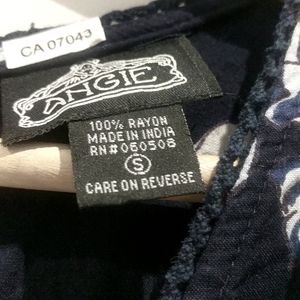 CA 07043
ANGIE
100% RAYON
MADE IN INDIA
RN#060508
S
CARE ON REVERSE